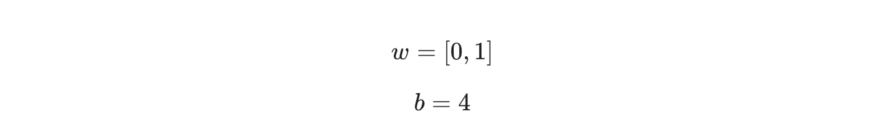 w = [0, 1]
b = 4